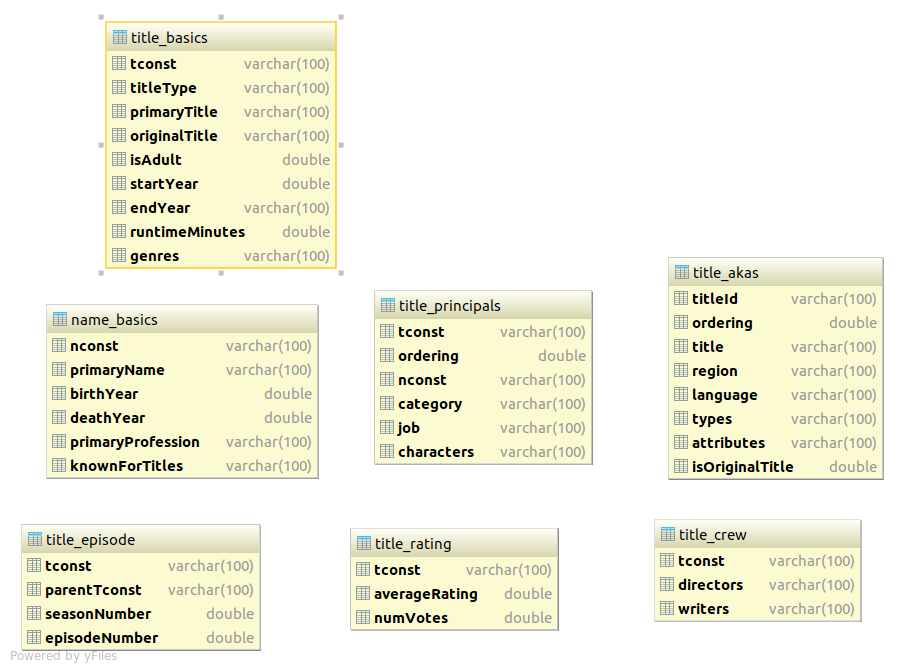 title_basics
tconst varchar(100)
titleType varchar(100)
primaryTitle varchar(100)
originalTitle varchar(100)
isAdult double
startYear double
endYear varchar(100)
runtimeMinutes double
genres varchar(100)
name_basics
nconst varchar(100)
primaryName varchar(100)
birthYear double
deathYear double
primaryProfession varchar(100)
knownForTitles varchar(100)
title_principals
tconst varchar(100)
ordering double
nconst varchar(100)
category varchar(100)
job varchar(100)
characters varchar(100)
title_akas
titleId varchar(100)
ordering double
title varchar(100)
region varchar(100)
language varchar(100)
types varchar(100)
attributes varchar(100)
isOriginalTitle double
title_episode
tconst varchar(100)
parentTconst varchar(100)
seasonNumber double
episodeNumber double
title_rating
tconst varchar(100)
averageRating double
numVotes double
title_crew
tconst varchar(100)
directors varchar(100)
writers varchar(100)
Powered by yFiles